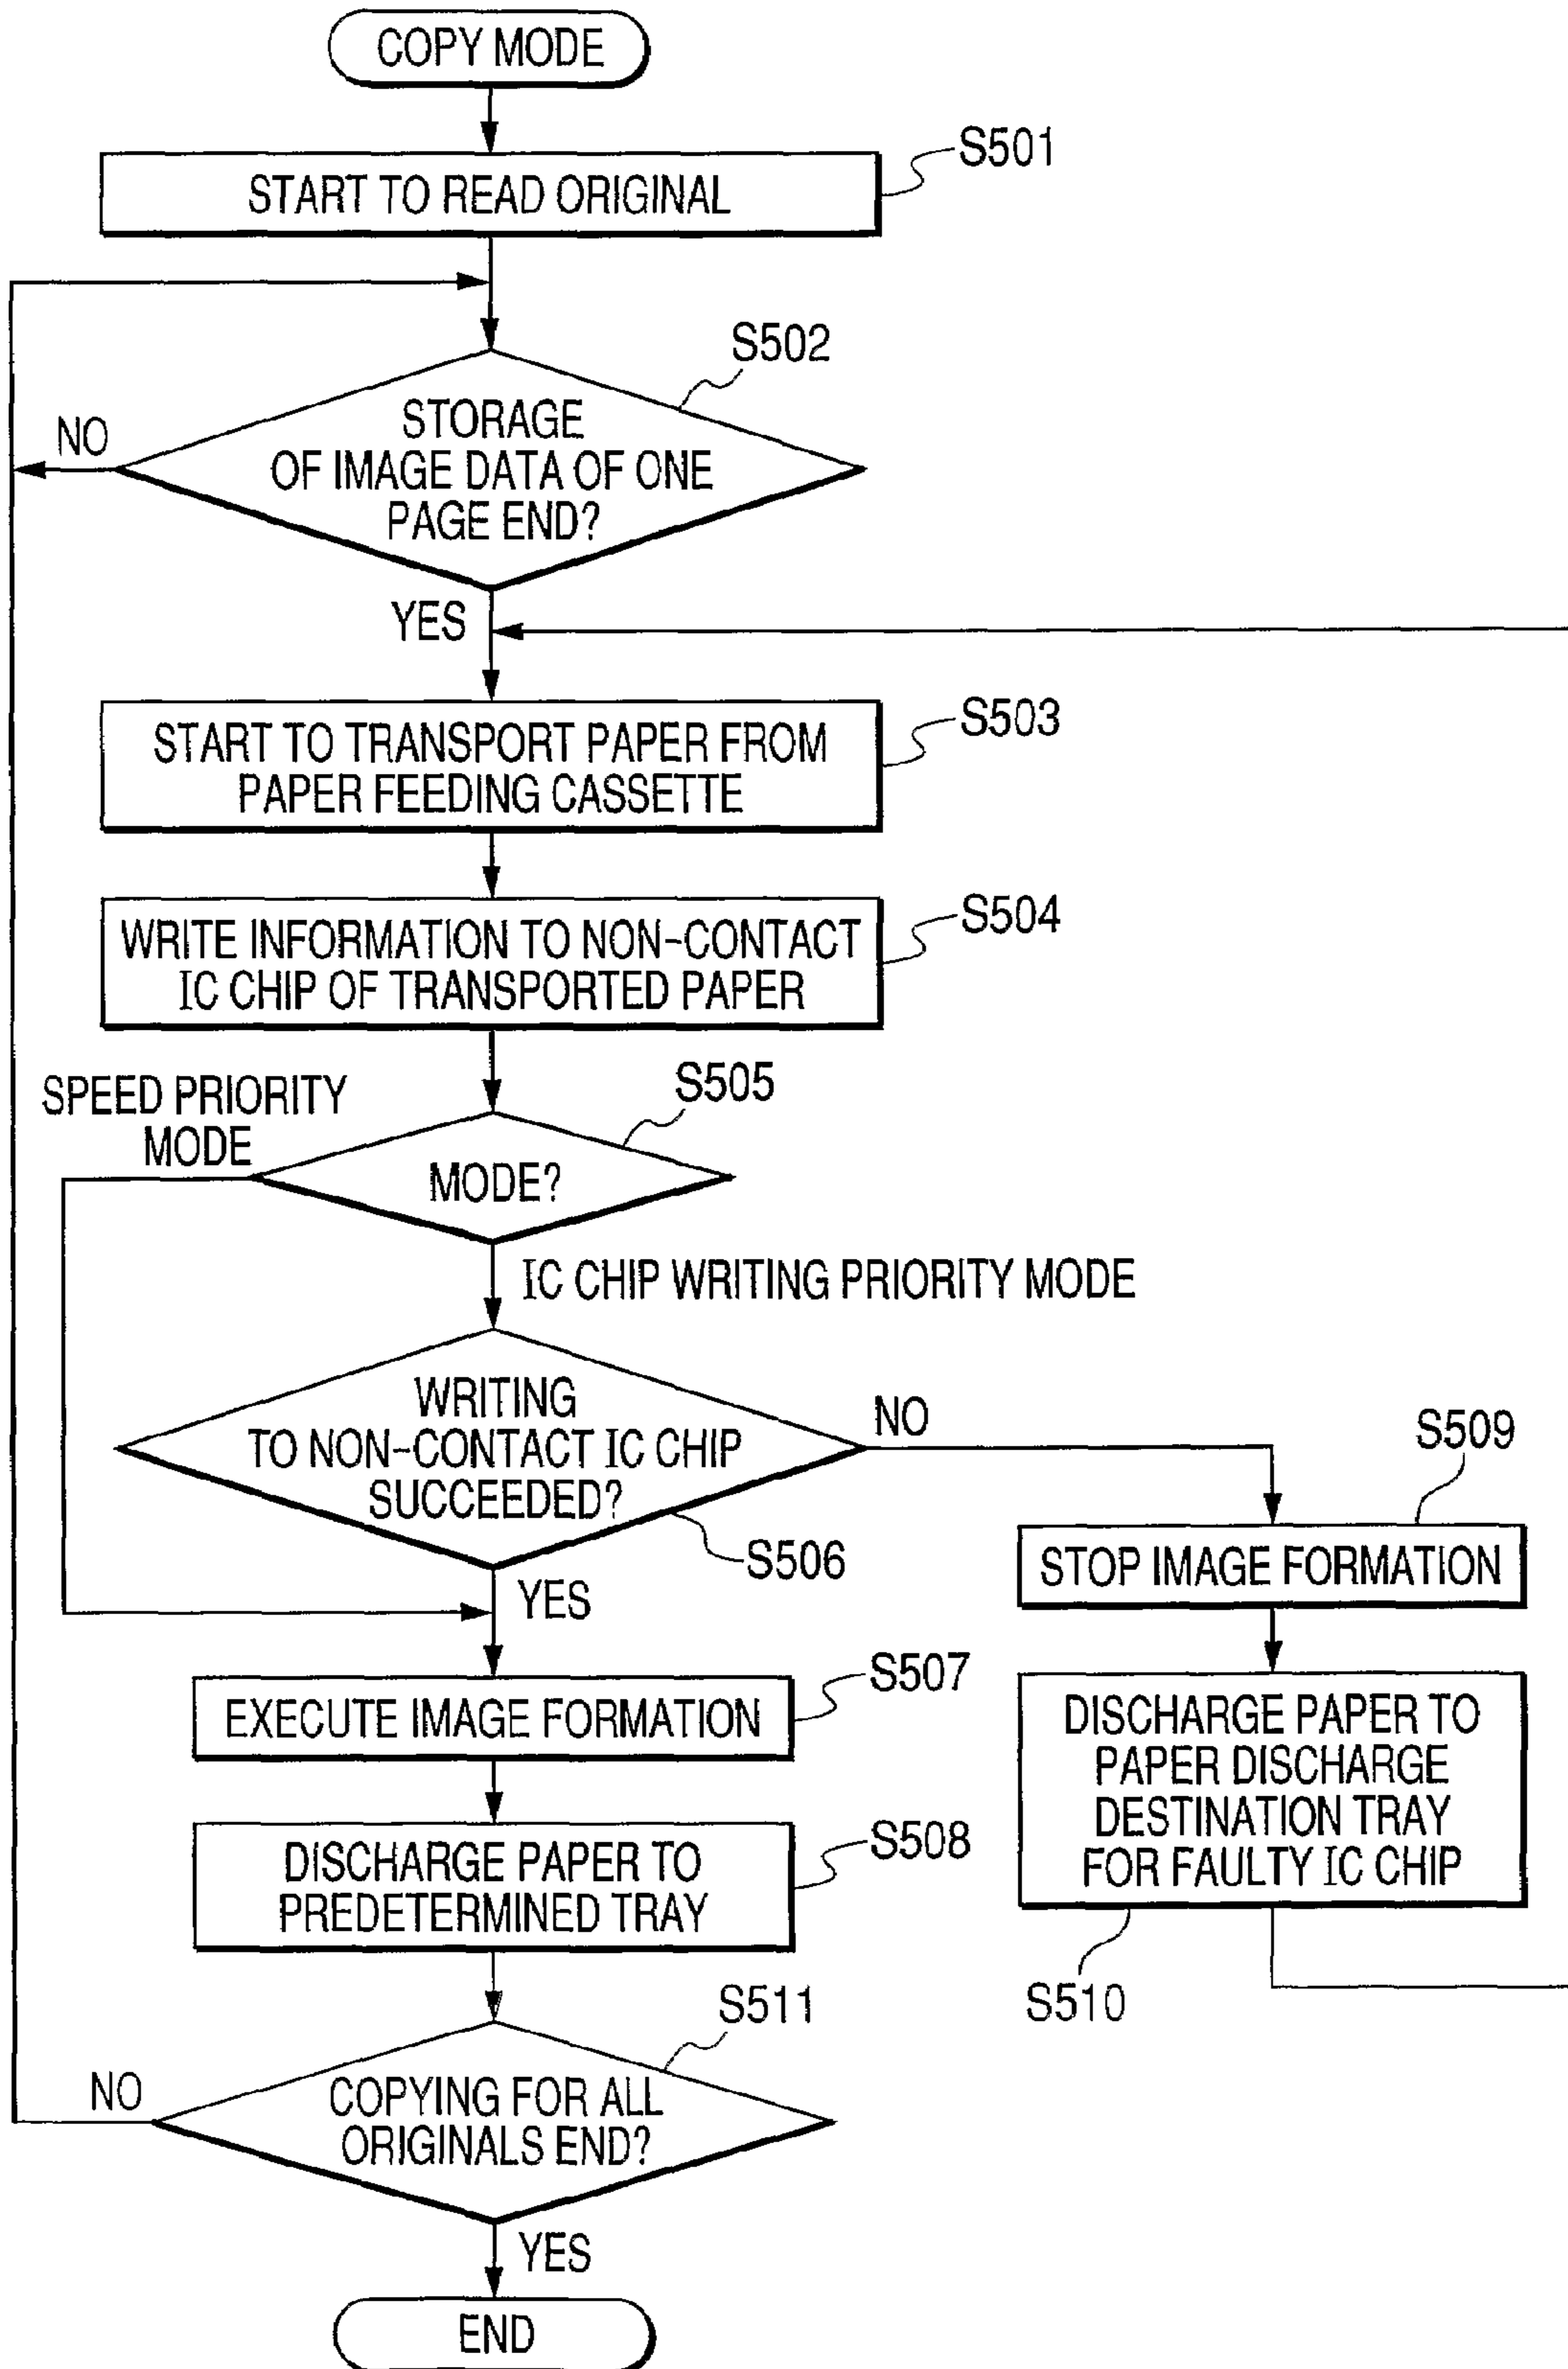 COPY MODE
S501
START TO READ ORIGINAL
S502
STORAGE
OF IMAGE DATA OF ONE
PAGE END?
NO
YES
S503
START TO TRANSPORT PAPER FROM
PAPER FEEDING CASSETTE
S504
WRITE INFORMATION TO NON-CONTACT
IC CHIP OF TRANSPORTED PAPER
S505
SPEED PRIORITY
MODE
MODE?
IC CHIP WRITING PRIORITY MODE
WRITING
TO NON-CONTACT IC CHIP
SUCCEEDED?
NO
S506
YES
S509
STOP IMAGE FORMATION
S507
EXECUTE IMAGE FORMATION
DISCHARGE PAPER TO
PAPER DISCHARGE
DESTINATION TRAY
FOR FAULTY IC CHIP
S510
S508
DISCHARGE PAPER TO
PREDETERMINED TRAY
S511
NO
COPYING FOR ALL
ORIGINALS END?
YES
END